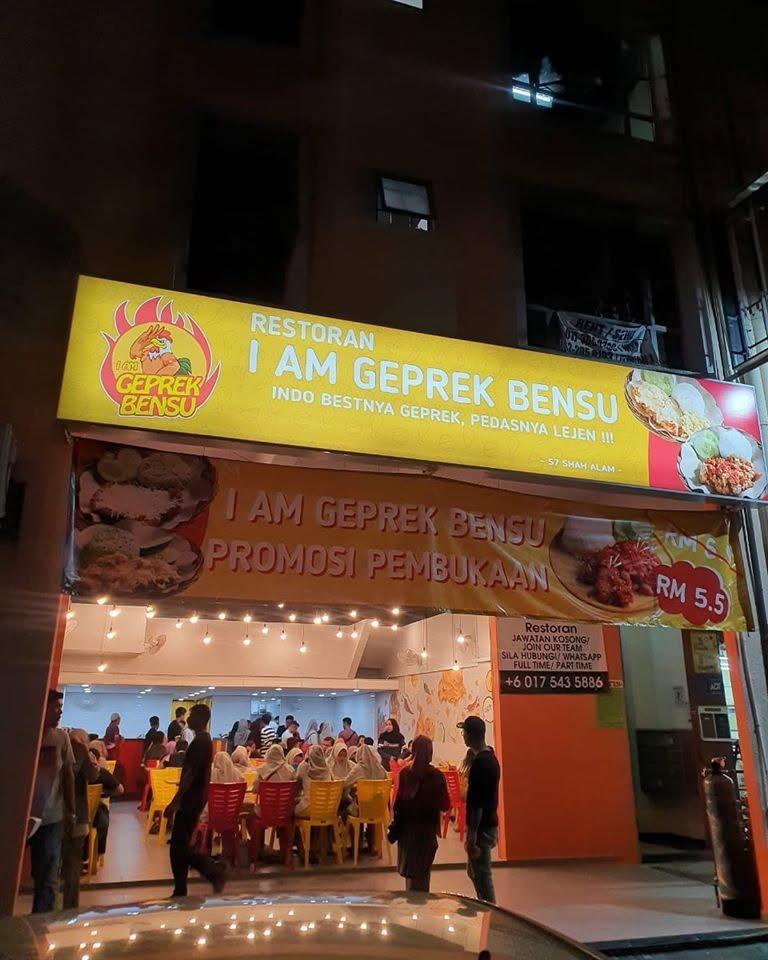 RENT/
I AM
GEPREK
BENSU
RESTORAN
I AM GEPREK BENSU
INDO BESTNYA GEPREK, PEDASNYA LEJEN !!!
- S7 SHAH ALAM -
I AM GEPREK BENSU
PROMOSI PEMBUKAAN
RM 5.5
Restoran
JAWATAN KOSONG/
JOIN OUR TEAM
SILA HUBUNGI/ WHATSAPP
FULL TIME/ PART TIME
+6 017 543 5886